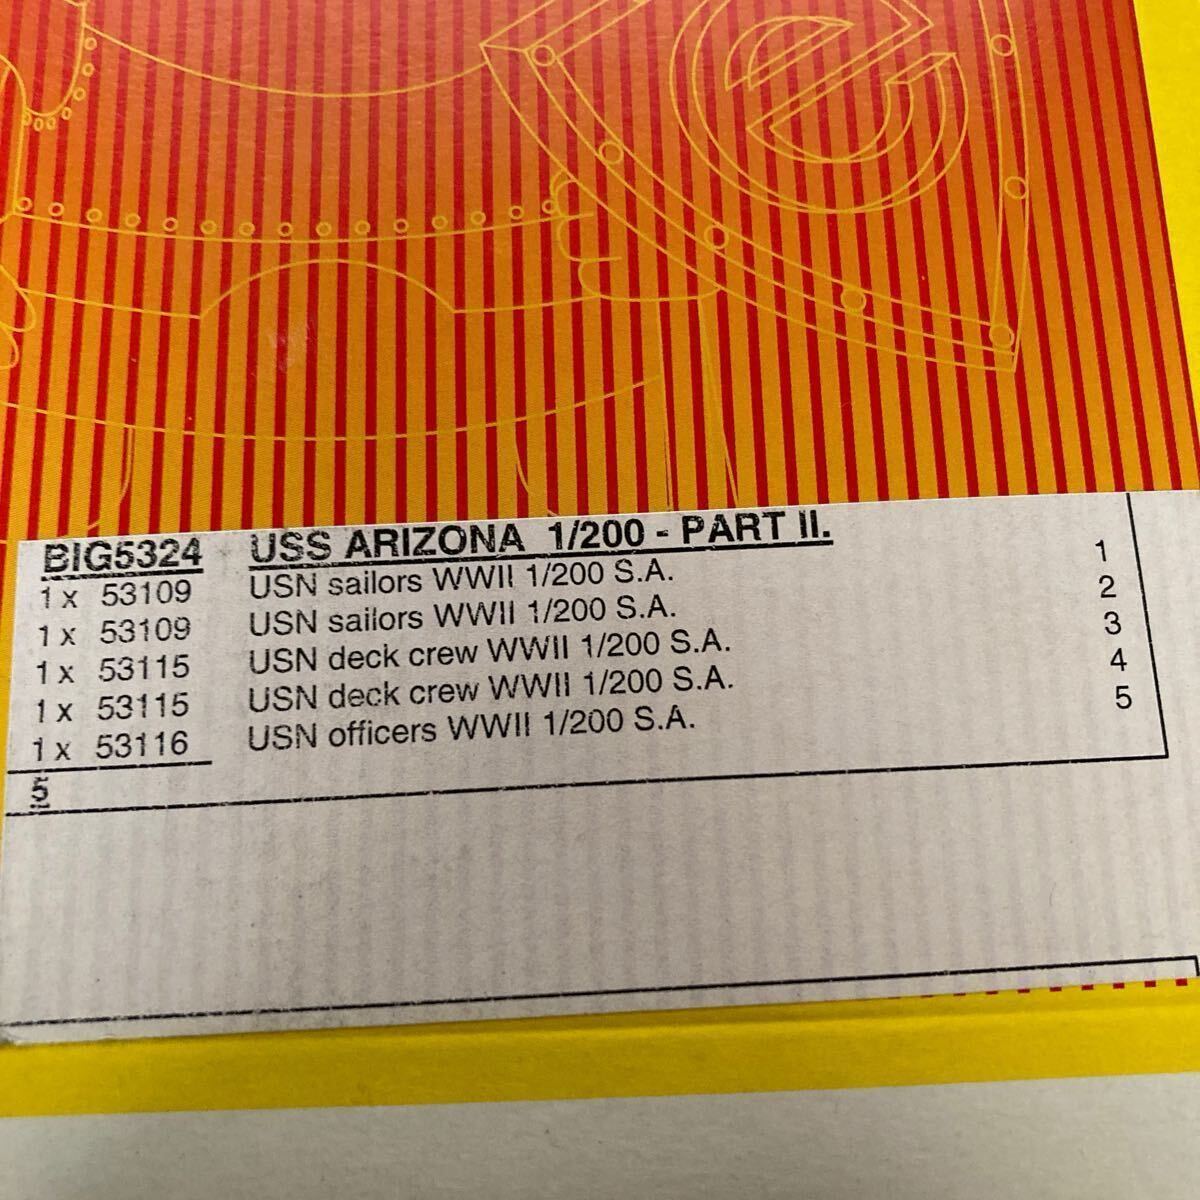 e
BIG5324 USS ARIZONA 1/200 - PART II.
1 x 53109 USN sailors WWII 1/200 S.A. 1
1 x 53109 USN sailors WWII 1/200 S.A. 2
1 x 53115 USN deck crew WWII 1/200 S.A. 3
1 x 53115 USN deck crew WWII 1/200 S.A. 4
1 x 53116 USN officers WWII 1/200 S.A. 5
5